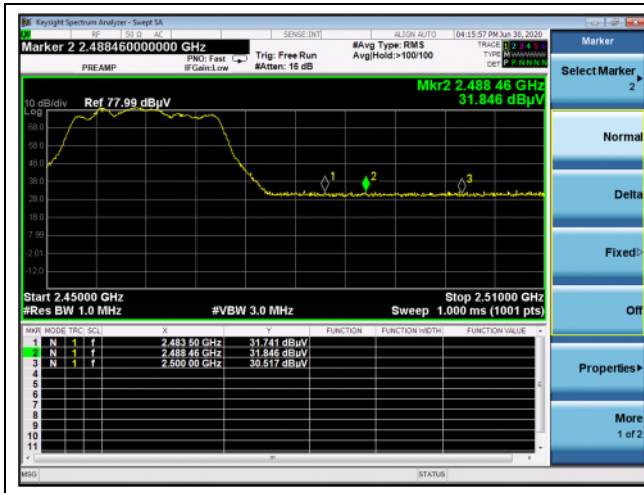 Keysight Spectrum Analyzer - Swept SA
RF 50 Ω AC SENSE:INT ALIGN AUTO 04:15:57 PM Jun 30, 2020
Marker 2 2.488460000000 GHz
PREAMP
PNO: Fast
IFGain:Low
Trig: Free Run
#Atten: 16 dB
#Avg Type: RMS
Avg|Hold:>100/100
TRACE 1 2 3 4 5 6
TYPE M
DET P P N N N N
Mkr2 2.488 46 GHz
31.846 dBµV
10 dB/div Ref 77.99 dBµV
Log
68.0
58.0
48.0
38.0
28.0
18.0
7.99
-2.01
-12.0
1
2
3
Start 2.45000 GHz
Stop 2.51000 GHz
#Res BW 1.0 MHz
#VBW 3.0 MHz
Sweep 1.000 ms (1001 pts)
MKR MODE TRC SCL X Y FUNCTION FUNCTION WIDTH FUNCTION VALUE
1 N 1 f 2.483 50 GHz 31.741 dBµV
2 N 1 f 2.488 46 GHz 31.846 dBµV
3 N 1 f 2.500 00 GHz 30.517 dBµV
4
5
6
7
8
9
10
11
MSG
STATUS
Marker
Select Marker
2
Normal
Delta
Fixed
Off
Properties
More
1 of 2